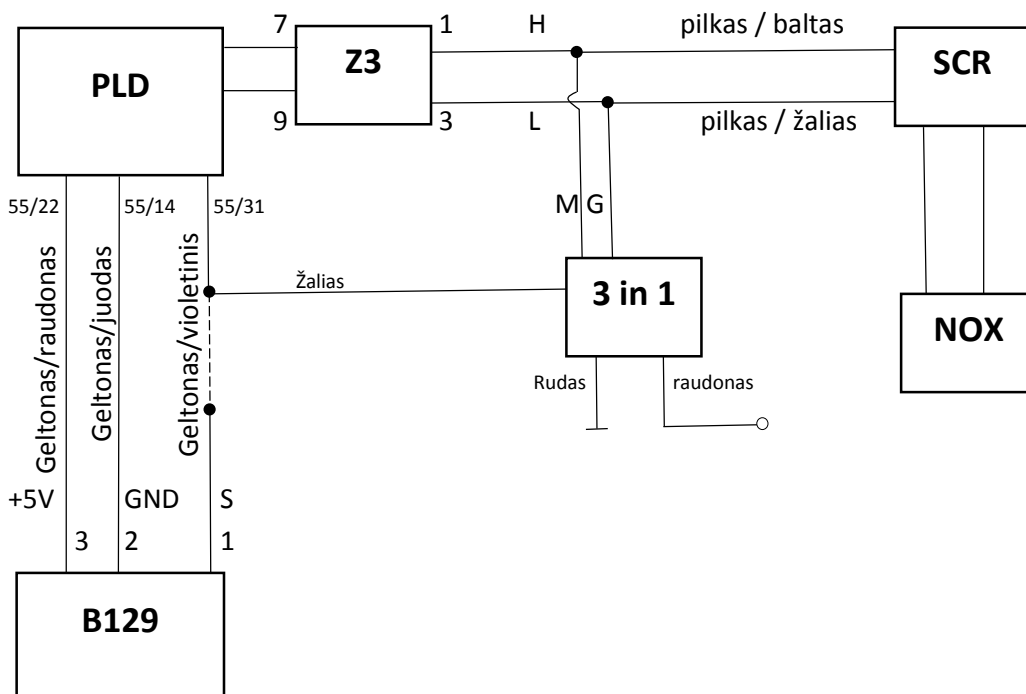 7
1
H
pilkas / baltas
PLD
Z3
SCR
9
3
L
pilkas / žalias
55/22
55/14
55/31
M G
Geltonas/raudonas
Geltonas/juodas
Geltonas/violetinis
Žalias
3 in 1
NOX
Rudas
raudonas
+5V
GND
S
3
2
1
B129